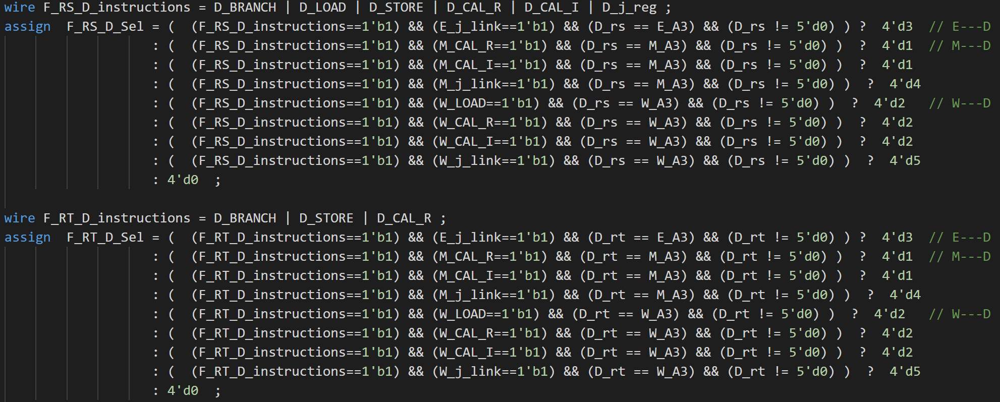 wire F_RS_D_instructions = D_BRANCH | D_LOAD | D_STORE | D_CAL_R | D_CAL_I | D_j_reg ;
assign  F_RS_D_Sel = (  (F_RS_D_instructions==1'b1) && (E_j_link==1'b1) && (D_rs == E_A3) && (D_rs != 5'd0) ) ?  4'd3  // E---D
                   : (  (F_RS_D_instructions==1'b1) && (M_CAL_R==1'b1) && (D_rs == M_A3) && (D_rs != 5'd0) )  ?  4'd1  // M---D
                   : (  (F_RS_D_instructions==1'b1) && (M_CAL_I==1'b1) && (D_rs == M_A3) && (D_rs != 5'd0) )  ?  4'd1
                   : (  (F_RS_D_instructions==1'b1) && (M_j_link==1'b1) && (D_rs == M_A3) && (D_rs != 5'd0) )  ?  4'd4
                   : (  (F_RS_D_instructions==1'b1) && (W_LOAD==1'b1) && (D_rs == W_A3) && (D_rs != 5'd0) )  ?  4'd2   // W---D
                   : (  (F_RS_D_instructions==1'b1) && (W_CAL_R==1'b1) && (D_rs == W_A3) && (D_rs != 5'd0) )  ?  4'd2
                   : (  (F_RS_D_instructions==1'b1) && (W_CAL_I==1'b1) && (D_rs == W_A3) && (D_rs != 5'd0) )  ?  4'd2
                   : (  (F_RS_D_instructions==1'b1) && (W_j_link==1'b1) && (D_rs == W_A3) && (D_rs != 5'd0) )  ?  4'd5
                   : 4'd0  ;
wire F_RT_D_instructions = D_BRANCH | D_STORE | D_CAL_R ;
assign  F_RT_D_Sel = (  (F_RT_D_instructions==1'b1) && (E_j_link==1'b1) && (D_rt == E_A3) && (D_rt != 5'd0) ) ?  4'd3  // E---D
                   : (  (F_RT_D_instructions==1'b1) && (M_CAL_R==1'b1) && (D_rt == M_A3) && (D_rt != 5'd0) )  ?  4'd1  // M---D
                   : (  (F_RT_D_instructions==1'b1) && (M_CAL_I==1'b1) && (D_rt == M_A3) && (D_rt != 5'd0) )  ?  4'd1
                   : (  (F_RT_D_instructions==1'b1) && (M_j_link==1'b1) && (D_rt == M_A3) && (D_rt != 5'd0) )  ?  4'd4
                   : (  (F_RT_D_instructions==1'b1) && (W_LOAD==1'b1) && (D_rt == W_A3) && (D_rt != 5'd0) )  ?  4'd2   // W---D
                   : (  (F_RT_D_instructions==1'b1) && (W_CAL_R==1'b1) && (D_rt == W_A3) && (D_rt != 5'd0) )  ?  4'd2
                   : (  (F_RT_D_instructions==1'b1) && (W_CAL_I==1'b1) && (D_rt == W_A3) && (D_rt != 5'd0) )  ?  4'd2
                   : (  (F_RT_D_instructions==1'b1) && (W_j_link==1'b1) && (D_rt == W_A3) && (D_rt != 5'd0) )  ?  4'd5
                   : 4'd0  ;